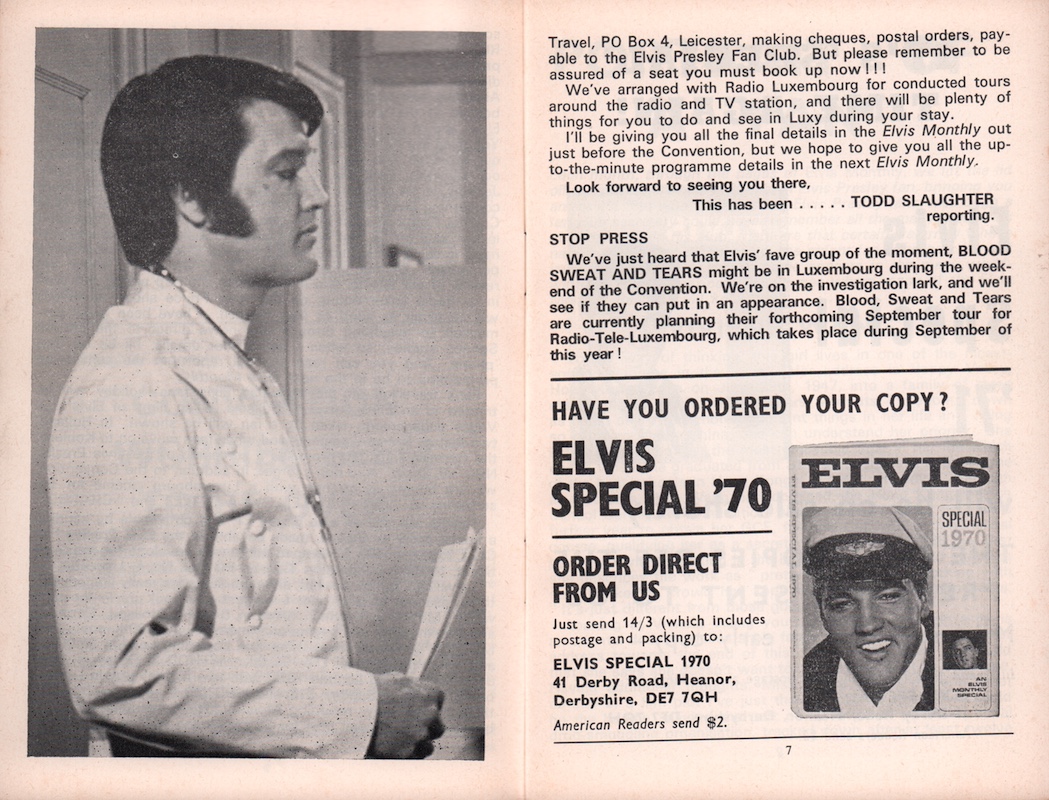 Travel, PO Box 4, Leicester, making cheques, postal orders, pay-
able to the Elvis Presley Fan Club. But please remember to be
assured of a seat you must book up now ! ! !
We've arranged with Radio Luxembourg for conducted tours
around the radio and TV station, and there will be plenty of
things for you to do and see in Luxy during your stay.
I'll be giving you all the final details in the Elvis Monthly out
just before the Convention, but we hope to give you all the up-
to-the-minute programme details in the next Elvis Monthly.
Look forward to seeing you there,
This has been . . . . . TODD SLAUGHTER
reporting.
STOP PRESS
We've just heard that Elvis' fave group of the moment, BLOOD
SWEAT AND TEARS might be in Luxembourg during the week-
end of the Convention. We're on the investigation lark, and we'll
see if they can put in an appearance. Blood, Sweat and Tears
are currently planning their forthcoming September tour for
Radio-Tele-Luxembourg, which takes place during September of
this year !
HAVE YOU ORDERED YOUR COPY?
ELVIS
SPECIAL '70
ORDER DIRECT
FROM US
Just send 14/3 (which includes
postage and packing) to:
ELVIS SPECIAL 1970
41 Derby Road, Heanor,
Derbyshire, DE7 7QH
American Readers send $2.
ELVIS
SPECIAL
1970
ELVIS SPECIAL 1970
AN
ELVIS
MONTHLY
SPECIAL
7